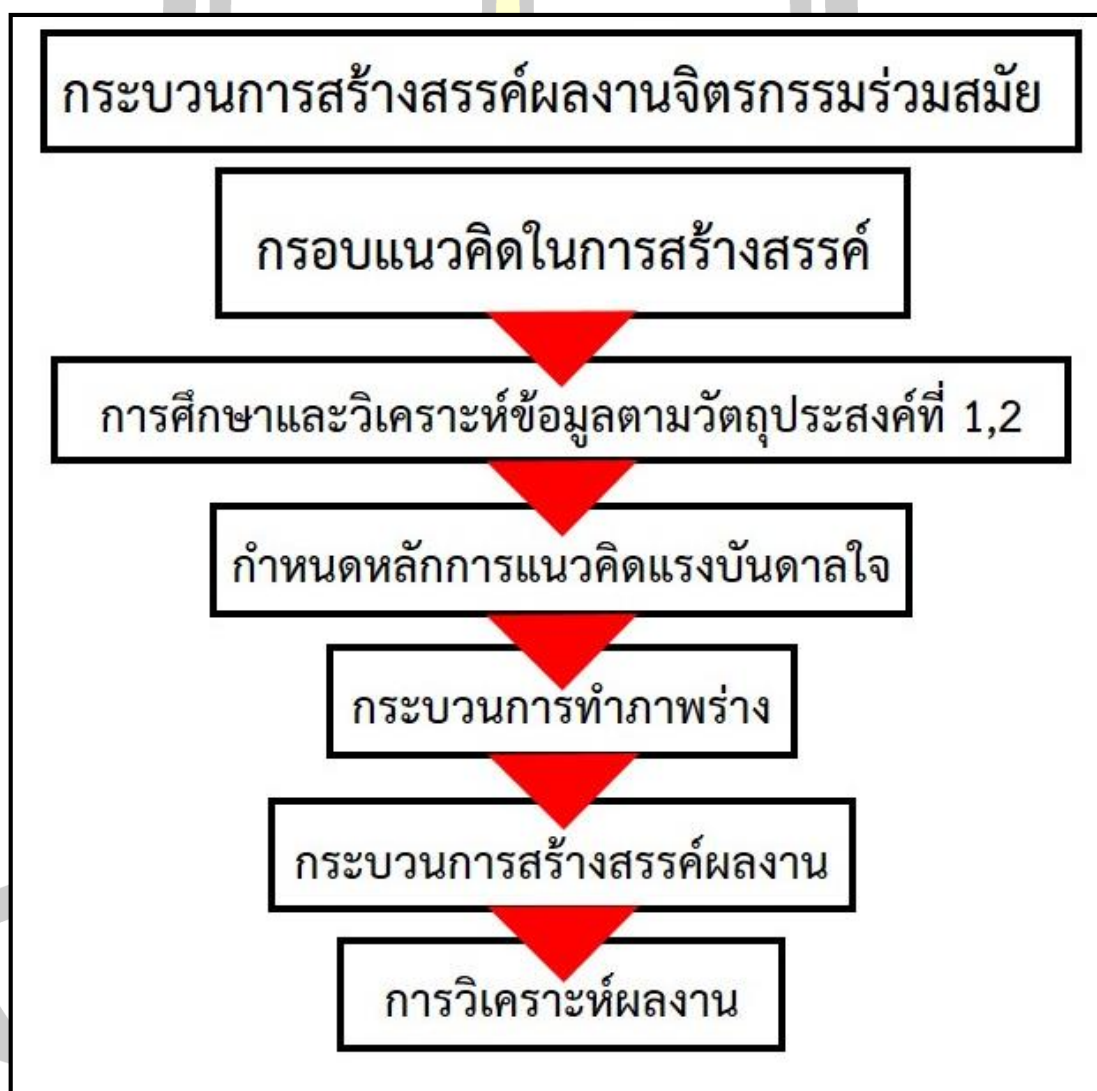 กระบวนการสร้างสรรค์ผลงานจิตรกรรมร่วมสมัย
กรอบแนวคิดในการสร้างสรรค์
การศึกษาและวิเคราะห์ข้อมูลตามวัตถุประสงค์ที่ 1,2
กำหนดหลักการแนวคิดแรงบันดาลใจ
กระบวนการทำภาพร่าง
กระบวนการสร้างสรรค์ผลงาน
การวิเคราะห์ผลงาน